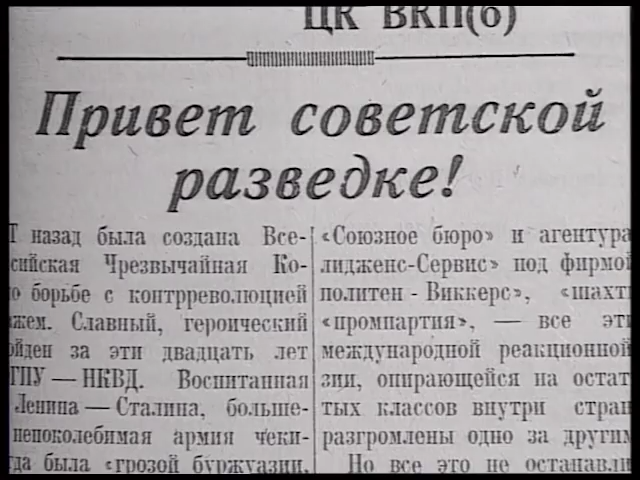 ЦК ВКП(б)
Привет советской
разведке!
назад была создана Все-
сийская Чрезвычайная Ко-
о борьбе с контрреволюцией
жем. Славный, героический
йден за эти двадцать лет
ГПУ — НКВД. Воспитанная
Ленина — Сталина, больше-
непоколебимая армия чеки-
да была «грозой буржуазии,
«Союзное бюро» и агентура
лидженс-Сервис» под фирмой
политен - Виккерс», «шахт
«промпартия», — все эти
международной реакционной
зии, опирающейся на остат
тых классов внутри стран
разгромлены одно за другим
Но все это не останавли